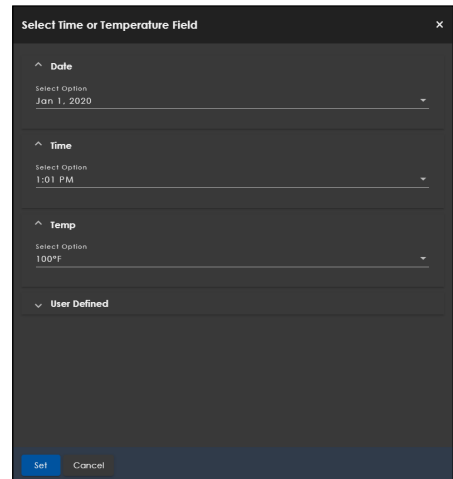 Select Time or Temperature Field
Date
Select Option
Jan 1, 2020
Time
Select Option
1:01 PM
Temp
Select Option
100°F
User Defined
Set Cancel